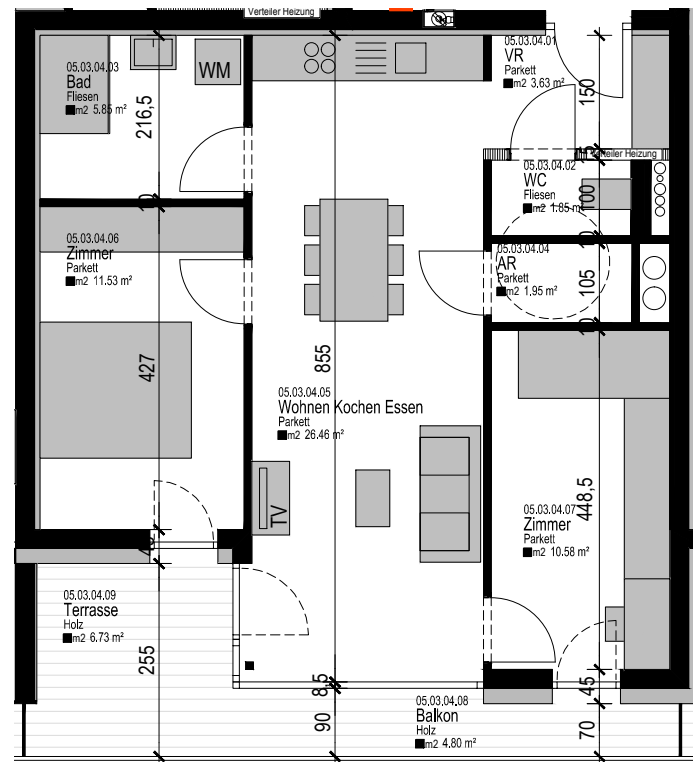 Verteiler Heizung
05.03.04.03
Bad
Fliesen
m2 5.85 m²
WM
216,5
05.03.04.01
VR
Parkett
m2 3,63 m²
150
15
Verteiler Heizung
05.03.04.02
WC
Fliesen
m2 1.85 m²
100
10
10
05.03.04.06
Zimmer
Parkett
m2 11.53 m²
05.03.04.04
AR
Parkett
m2 1,95 m²
105
10
427
855
05.03.04.05
Wohnen Kochen Essen
Parkett
m2 26.46 m²
TV
448,5
05.03.04.07
Zimmer
Parkett
m2 10.58 m²
05.03.04.09
Terrasse
Holz
m2 6.73 m²
255
8,5
90
45
05.03.04.08
Balkon
Holz
m2 4.80 m²
70